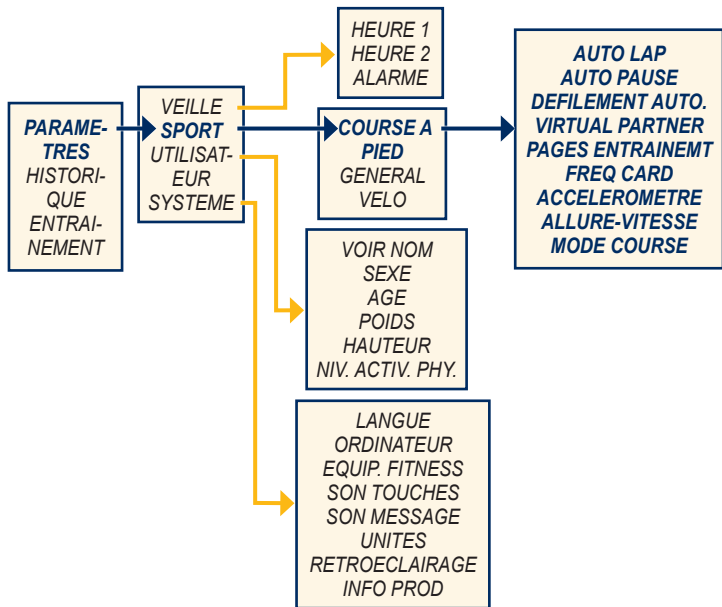 PARAME-
TRES
HISTORI-
QUE
ENTRAI-
NEMENT
VEILLE
SPORT
UTILISAT-
EUR
SYSTEME
HEURE 1
HEURE 2
ALARME
COURSE A
PIED
GENERAL
VELO
AUTO LAP
AUTO PAUSE
DEFILEMENT AUTO.
VIRTUAL PARTNER
PAGES ENTRAINEMT
FREQ CARD
ACCELEROMETRE
ALLURE-VITESSE
MODE COURSE
VOIR NOM
SEXE
AGE
POIDS
HAUTEUR
NIV. ACTIV. PHY.
LANGUE
ORDINATEUR
EQUIP. FITNESS
SON TOUCHES
SON MESSAGE
UNITES
RETROECLAIRAGE
INFO PROD